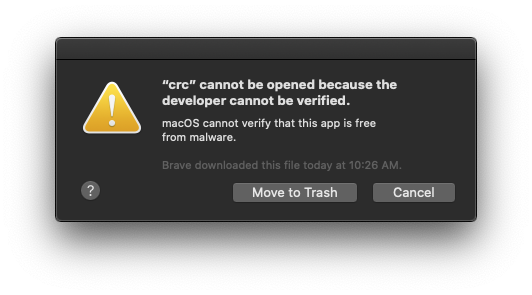 “crc” cannot be opened because the
developer cannot be verified.
macOS cannot verify that this app is free
from malware.
Brave downloaded this file today at 10:26 AM.
?
Move to Trash
Cancel